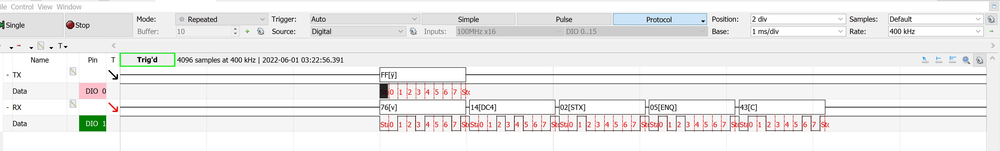 ile Control View Window
Single Stop Mode: Repeated Trigger: Auto Simple Pulse Protocol Position: 2 div Samples: Default
Buffer: 10 Source: Digital Inputs: 100MHz x16 DIO 0..15 Base: 1 ms/div Rate: 400 kHz
T
Name Pin T Trig'd 4096 samples at 400 kHz | 2022-06-01 03:22:56.391
- TX FF[ÿ]
Data DIO 0 Sta 0 1 2 3 4 5 6 7 Sto
- RX 76[v] 14[DC4] 02[STX] 05[ENQ] 43[C]
Data DIO 1 Sta 0 1 2 3 4 5 6 7 Sto Sta 0 1 2 3 4 5 6 7 Sto Sta 0 1 2 3 4 5 6 7 Sto Sta 0 1 2 3 4 5 6 7 Sto Sta 0 1 2 3 4 5 6 7 Sto